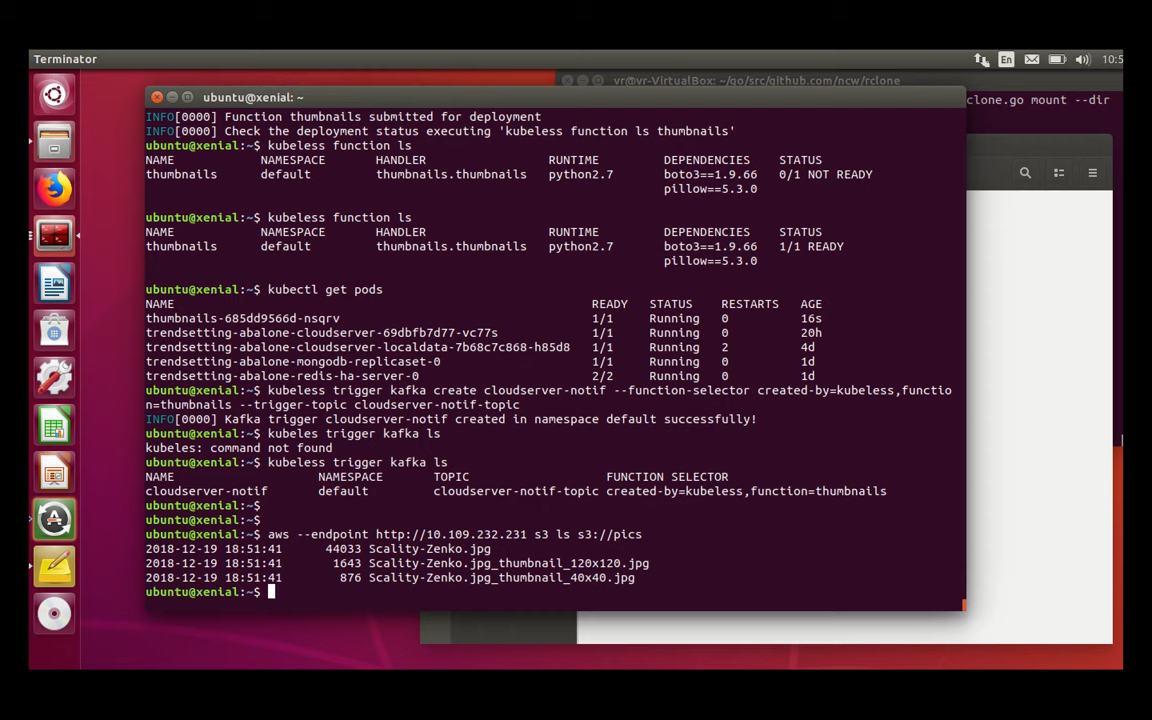 Terminator
En
10:5
vr@vr-VirtualBox: ~/go/src/github.com/ncw/rclone
clone.go mount --dir
ubuntu@xenial: ~
INFO[0000] Function thumbnails submitted for deployment
INFO[0000] Check the deployment status executing 'kubeless function ls thumbnails'
ubuntu@xenial:~$ kubeless function ls
NAME NAMESPACE HANDLER RUNTIME DEPENDENCIES STATUS
thumbnails default thumbnails.thumbnails python2.7 boto3==1.9.66 0/1 NOT READY
pillow==5.3.0
ubuntu@xenial:~$ kubeless function ls
NAME NAMESPACE HANDLER RUNTIME DEPENDENCIES STATUS
thumbnails default thumbnails.thumbnails python2.7 boto3==1.9.66 1/1 READY
pillow==5.3.0
ubuntu@xenial:~$ kubectl get pods
NAME READY STATUS RESTARTS AGE
thumbnails-685dd9566d-nsqrv 1/1 Running 0 16s
trendsetting-abalone-cloudserver-69dbfb7d77-vc77s 1/1 Running 0 20h
trendsetting-abalone-cloudserver-localdata-7b68c7c868-h85d8 1/1 Running 2 4d
trendsetting-abalone-mongodb-replicaset-0 1/1 Running 0 1d
trendsetting-abalone-redis-ha-server-0 2/2 Running 0 1d
ubuntu@xenial:~$ kubeless trigger kafka create cloudserver-notif --function-selector created-by=kubeless,functio
n=thumbnails --trigger-topic cloudserver-notif-topic
INFO[0000] Kafka trigger cloudserver-notif created in namespace default successfully!
ubuntu@xenial:~$ kubeles trigger kafka ls
kubeles: command not found
ubuntu@xenial:~$ kubeless trigger kafka ls
NAME NAMESPACE TOPIC FUNCTION SELECTOR
cloudserver-notif default cloudserver-notif-topic created-by=kubeless,function=thumbnails
ubuntu@xenial:~$
ubuntu@xenial:~$
ubuntu@xenial:~$ aws --endpoint http://10.109.232.231 s3 ls s3://pics
2018-12-19 18:51:41 44033 Scality-Zenko.jpg
2018-12-19 18:51:41 1643 Scality-Zenko.jpg_thumbnail_120x120.jpg
2018-12-19 18:51:41 876 Scality-Zenko.jpg_thumbnail_40x40.jpg
ubuntu@xenial:~$